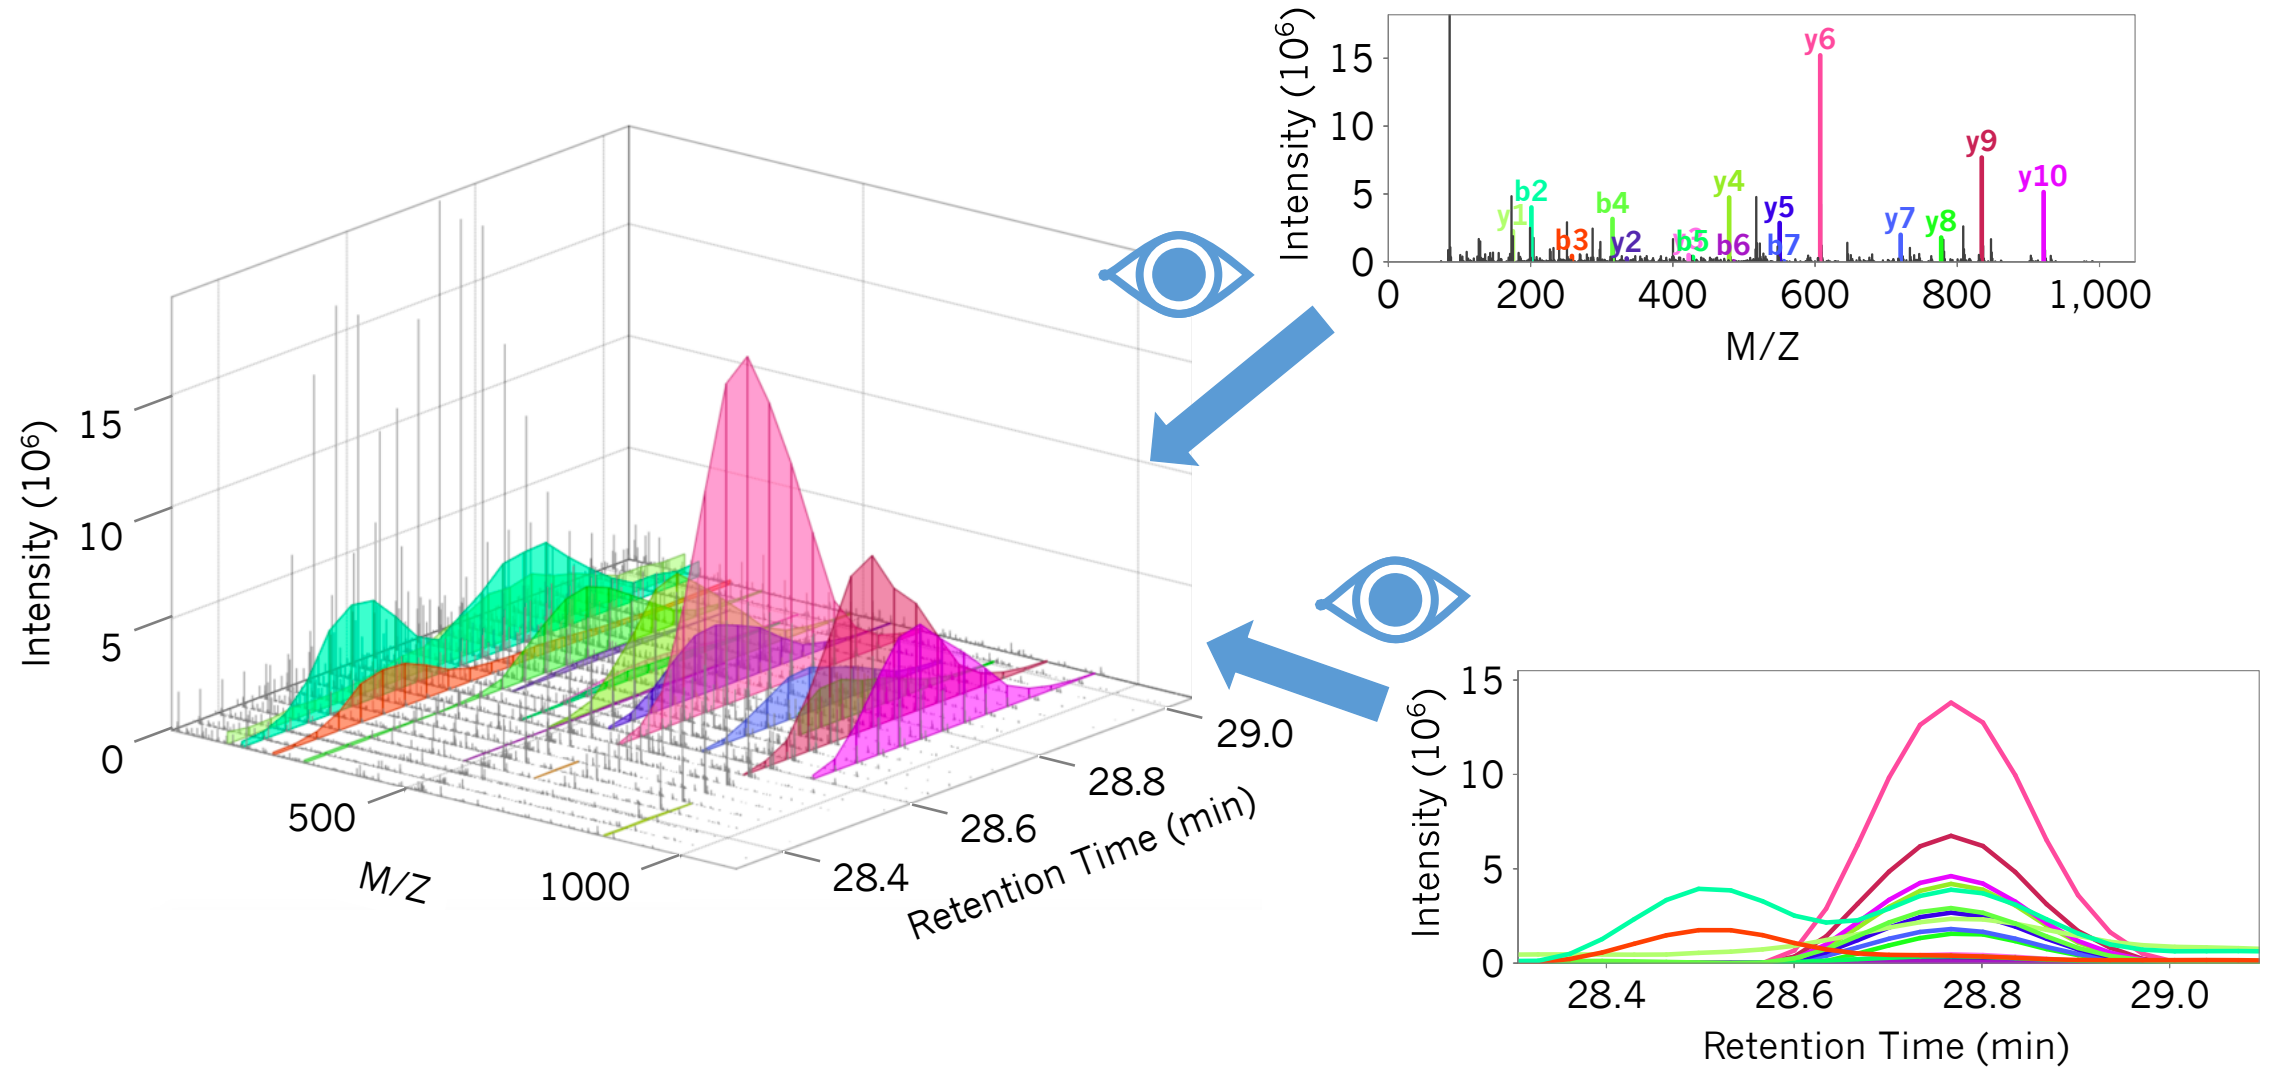 Intensity (10⁶)
15
10
5
0
500
1000
M/Z
28.4
28.6
28.8
29.0
Retention Time (min)
Intensity (10⁶)
15
10
5
0
y6
y9
y10
b2
y4
b4
y1
y5
y7
y8
b3
y2
y3
b5
b6
b7
0
200
400
600
800
1,000
M/Z
Intensity (10⁶)
15
10
5
0
28.4
28.6
28.8
29.0
Retention Time (min)